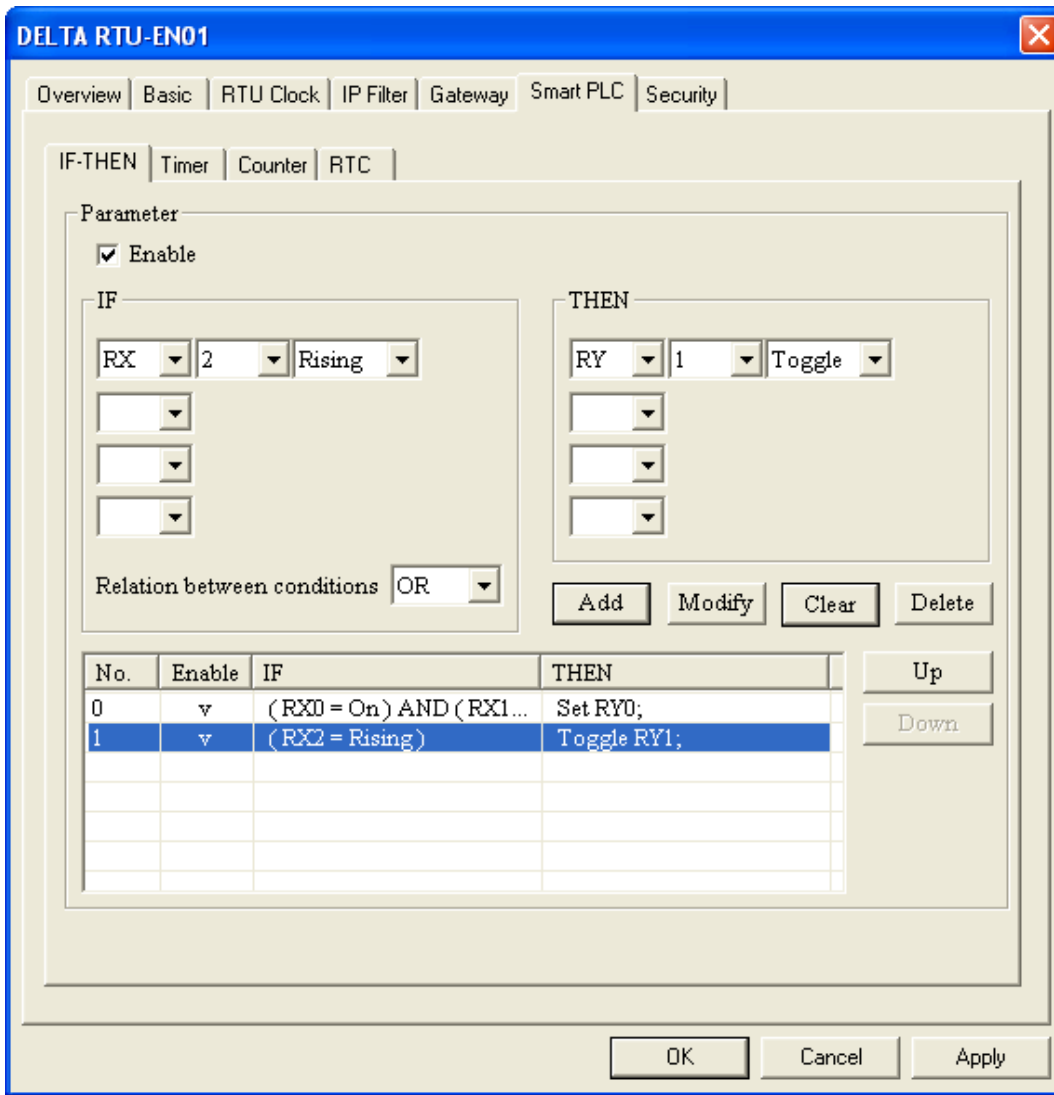 DELTA RTU-EN01
Overview Basic RTU Clock IP Filter Gateway Smart PLC Security
IF-THEN Timer Counter RTC
Parameter
Enable
IF THEN
RX 2 Rising RY 1 Toggle
Relation between conditions OR
Add Modify Clear Delete
No. Enable IF THEN
0 v ( RX0 = On ) AND ( RX1... Set RY0;
1 v ( RX2 = Rising ) Toggle RY1;
Up
Down
OK Cancel Apply